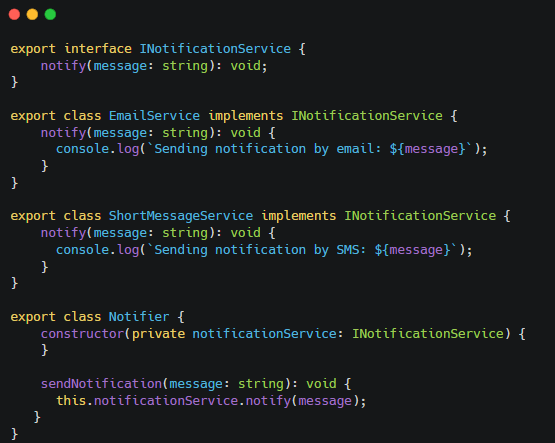 export interface INotificationService {
    notify(message: string): void;
}

export class EmailService implements INotificationService {
    notify(message: string): void {
      console.log(`Sending notification by email: ${message}`);
    }
}

export class ShortMessageService implements INotificationService {
    notify(message: string): void {
      console.log(`Sending notification by SMS: ${message}`);
    }
}

export class Notifier {
    constructor(private notificationService: INotificationService) {
    }

    sendNotification(message: string): void {
      this.notificationService.notify(message);
   }
}